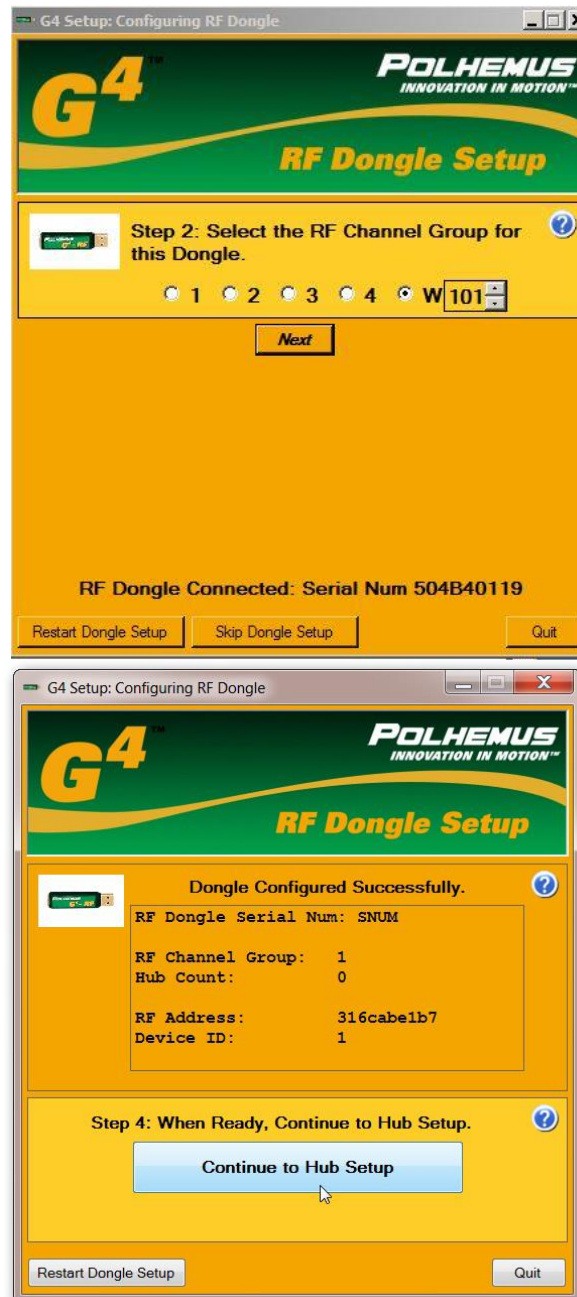 G4 Setup: Configuring RF Dongle
G4™
POLHEMUS
INNOVATION IN MOTION™
RF Dongle Setup
Step 2: Select the RF Channel Group for
this Dongle.
1 2 3 4 W 101
Next
RF Dongle Connected: Serial Num 504B40119
Restart Dongle Setup Skip Dongle Setup Quit
G4 Setup: Configuring RF Dongle
G4™
POLHEMUS
INNOVATION IN MOTION™
RF Dongle Setup
Dongle Configured Successfully.
RF Dongle Serial Num: SNUM
RF Channel Group: 1
Hub Count: 0
RF Address: 316cabe1b7
Device ID: 1
Step 4: When Ready, Continue to Hub Setup.
Continue to Hub Setup
Restart Dongle Setup Quit